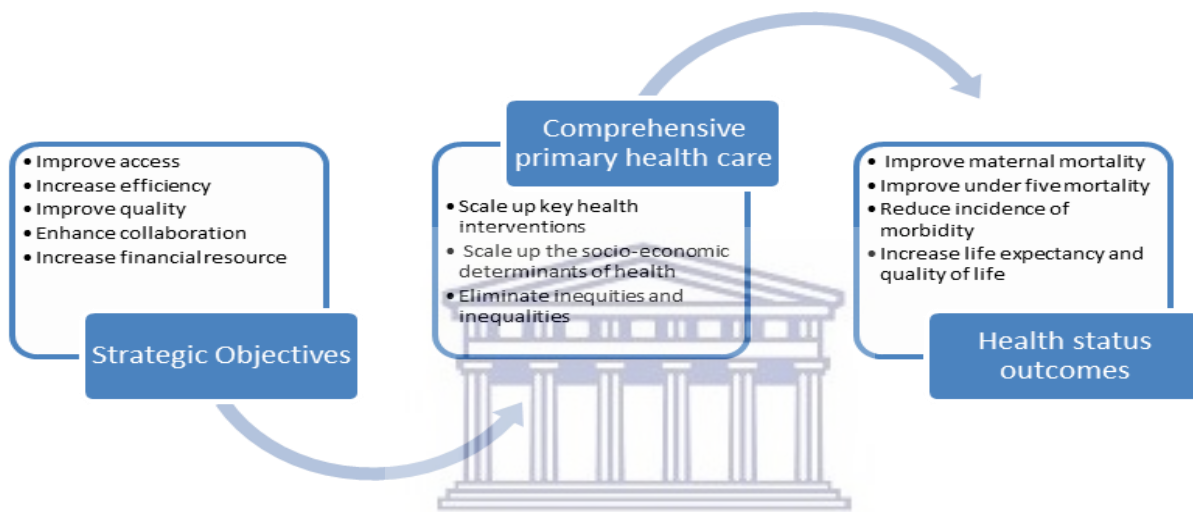 • Improve access
• Increase efficiency
• Improve quality
• Enhance collaboration
• Increase financial resource
Strategic Objectives
Comprehensive
primary health care
• Scale up key health
interventions
• Scale up the socio-economic
determinants of health
• Eliminate inequities and
inequalities
• Improve maternal mortality
• Improve under five mortality
• Reduce incidence of
morbidity
• Increase life expectancy and
quality of life
Health status
outcomes